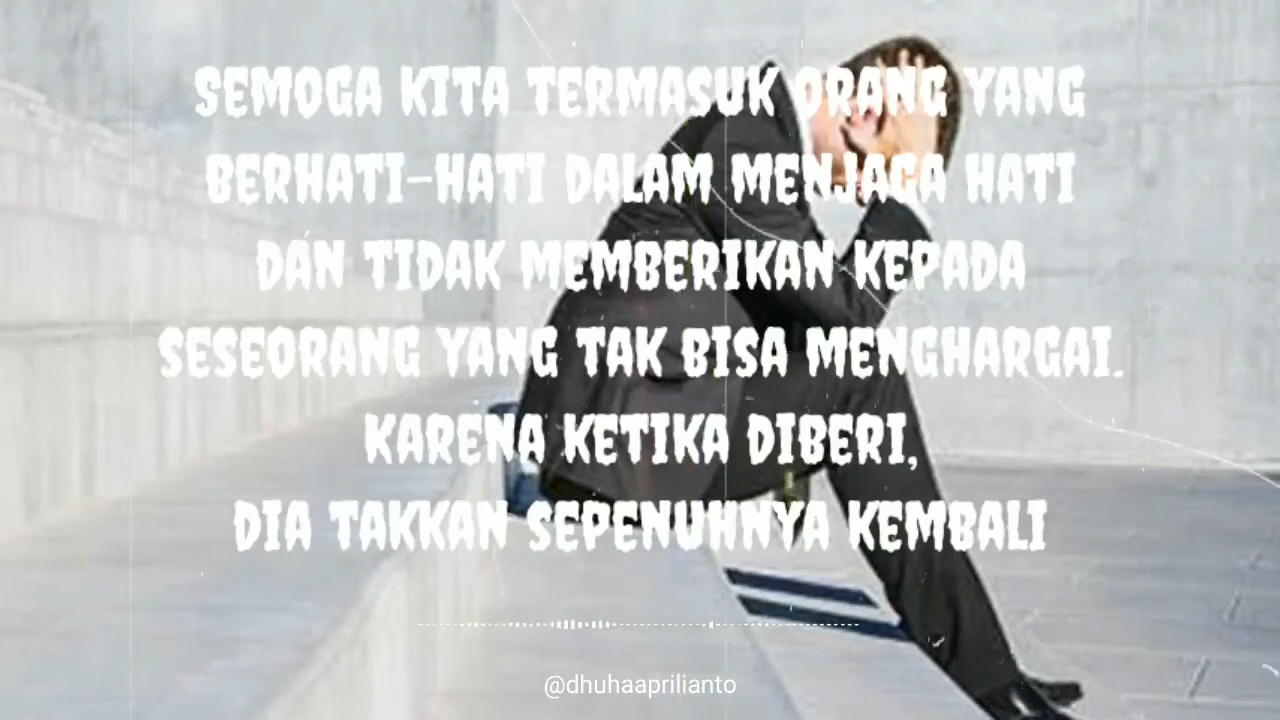 SEMOGA KITA TERMASUK ORANG YANG
BERHATI-HATI DALAM MENJAGA HATI
DAN TIDAK MEMBERIKAN KEPADA
SESEORANG YANG TAK BISA MENGHARGAI.
KARENA KETIKA DIBERI,
DIA TAKKAN SEPENUHNYA KEMBALI
@dhuhaaprilianto